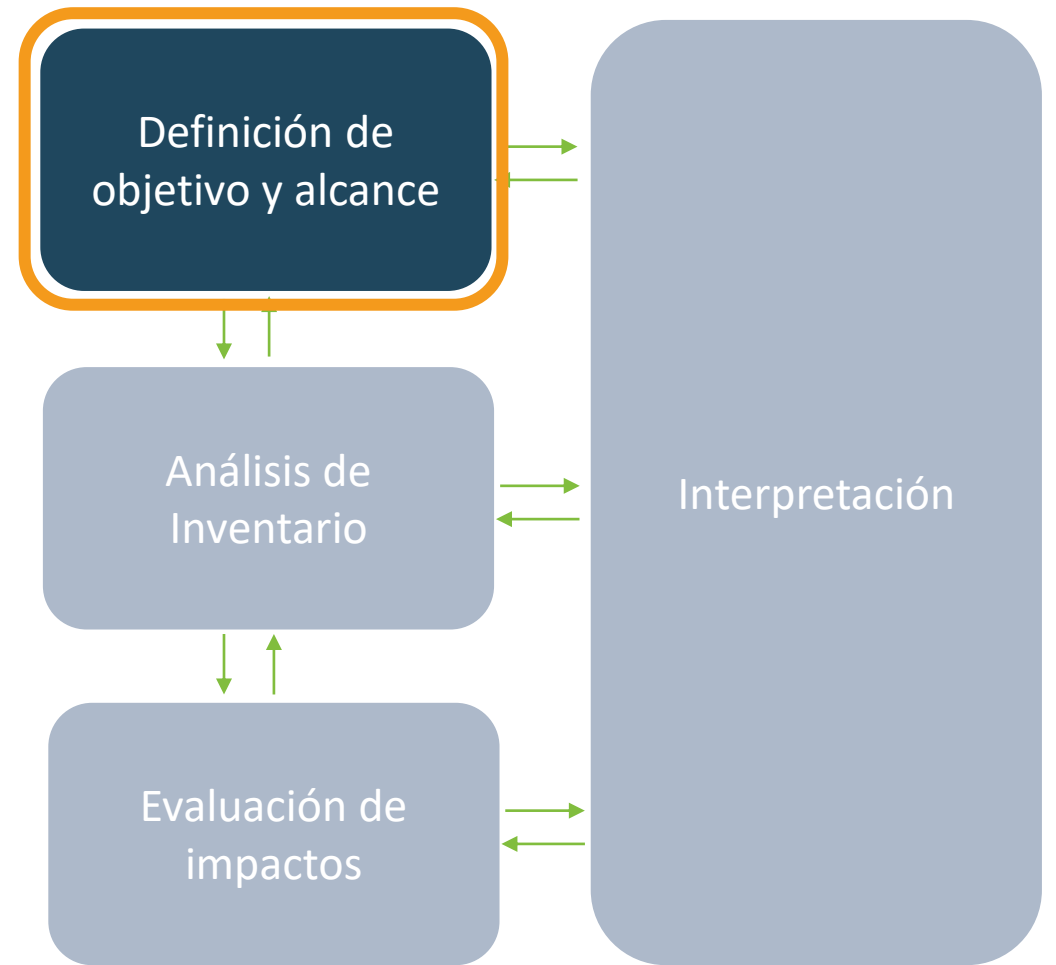 Definición de
objetivo y alcance
Análisis de
Inventario
Interpretación
Evaluación de
impactos